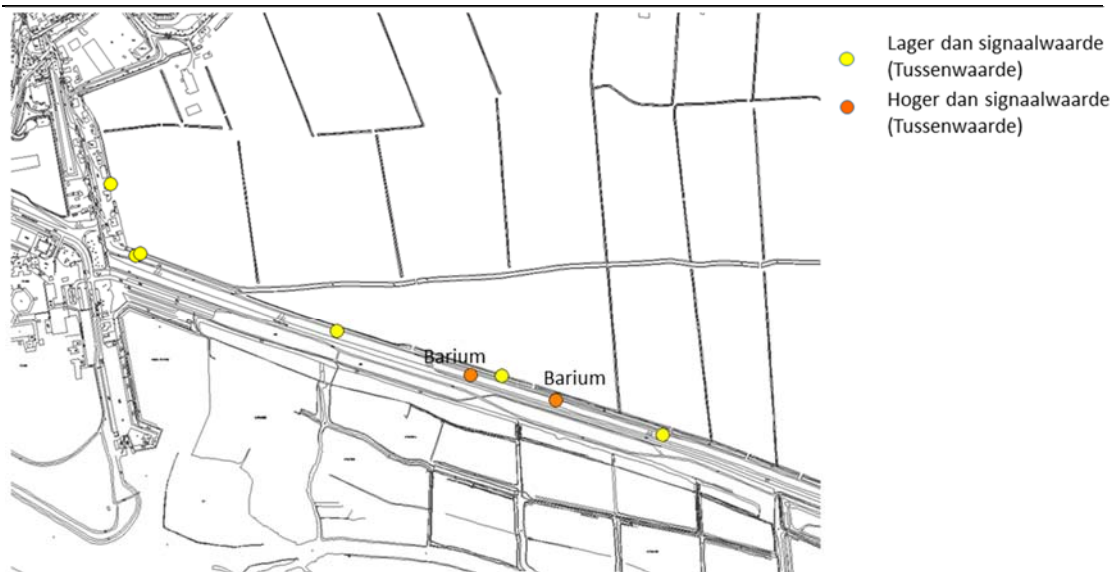 Lager dan signaalwaarde
(Tussenwaarde)
Hoger dan signaalwaarde
(Tussenwaarde)
Barium
Barium